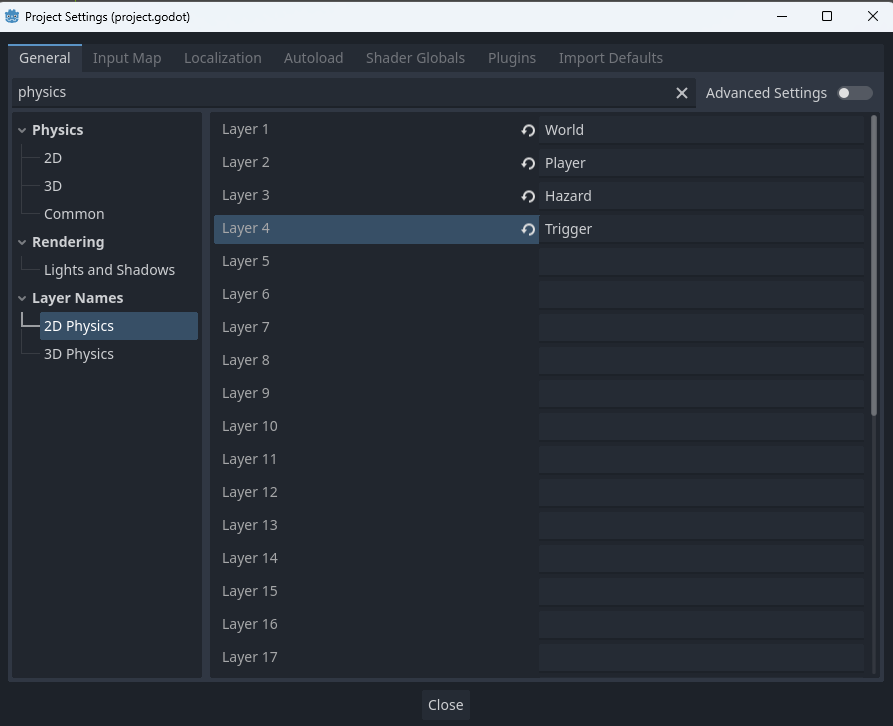 Project Settings (project.godot)
General Input Map Localization Autoload Shader Globals Plugins Import Defaults
physics Advanced Settings
Physics
2D
3D
Common
Rendering
Lights and Shadows
Layer Names
2D Physics
3D Physics
Layer 1 World
Layer 2 Player
Layer 3 Hazard
Layer 4 Trigger
Layer 5
Layer 6
Layer 7
Layer 8
Layer 9
Layer 10
Layer 11
Layer 12
Layer 13
Layer 14
Layer 15
Layer 16
Layer 17
Close